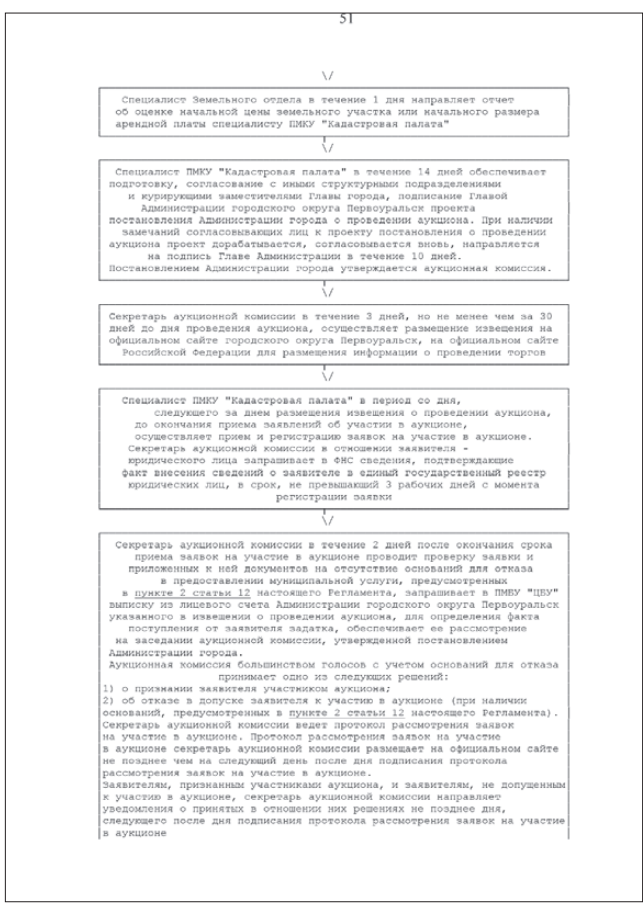 51
\/
Специалист Земельного отдела в течение 1 дня направляет отчет
об оценке начальной цены земельного участка или начального размера
арендной платы специалисту ПМКУ "Кадастровая палата"
\/
Специалист ПМКУ "Кадастровая палата" в течение 14 дней обеспечивает
подготовку, согласование с иными структурными подразделениями
и курирующими заместителями Главы города, подписание Главой
Администрации городского округа Первоуральск проекта
постановления Администрации города о проведении аукциона. При наличии
замечаний согласовывающих лиц к проекту постановления о проведении
аукциона проект дорабатывается, согласовывается вновь, направляется
на подпись Главе Администрации в течение 10 дней.
Постановлением Администрации города утверждается аукционная комиссия.
\/
Секретарь аукционной комиссии в течение 3 дней, но не менее чем за 30
дней до дня проведения аукциона, осуществляет размещение извещения на
официальном сайте городского округа Первоуральск, на официальном сайте
Российской Федерации для размещения информации о проведении торгов
\/
Специалист ПМКУ "Кадастровая палата" в период со дня,
следующего за днем размещения извещения о проведении аукциона,
до окончания приема заявлений об участии в аукционе,
осуществляет прием и регистрацию заявок на участие в аукционе.
Секретарь аукционной комиссии в отношении заявителя -
юридического лица запрашивает в ФНС сведения, подтверждающие
факт внесения сведений о заявителе в единый государственный реестр
юридических лиц, в срок, не превышающий 3 рабочих дней с момента
регистрации заявки
\/
Секретарь аукционной комиссии в течение 2 дней после окончания срока
приема заявок на участие в аукционе проводит проверку заявки и
приложенных к ней документов на отсутствие оснований для отказа
в предоставлении муниципальной услуги, предусмотренных
в пункте 2 статьи 12 настоящего Регламента, запрашивает в ПМБУ "ЦБУ"
выписку из лицевого счета Администрации городского округа Первоуральск
указанного в извещении о проведении аукциона, для определения факта
поступления от заявителя задатка, обеспечивает ее рассмотрение
на заседании аукционной комиссии, утвержденной постановлением
Администрации города.
Аукционная комиссия большинством голосов с учетом оснований для отказа
принимает одно из следующих решений:
1) о признании заявителя участником аукциона;
2) об отказе в допуске заявителя к участию в аукционе (при наличии
оснований, предусмотренных в пункте 2 статьи 12 настоящего Регламента).
Секретарь аукционной комиссии ведет протокол рассмотрения заявок
на участие в аукционе. Протокол рассмотрения заявок на участие
в аукционе секретарь аукционной комиссии размещает на официальном сайте
не позднее чем на следующий день после дня подписания протокола
рассмотрения заявок на участие в аукционе.
Заявителям, признанным участниками аукциона, и заявителям, не допущенным
к участию в аукционе, секретарь аукционной комиссии направляет
уведомления о принятых в отношении них решениях не позднее дня,
следующего после дня подписания протокола рассмотрения заявок на участие
в аукционе